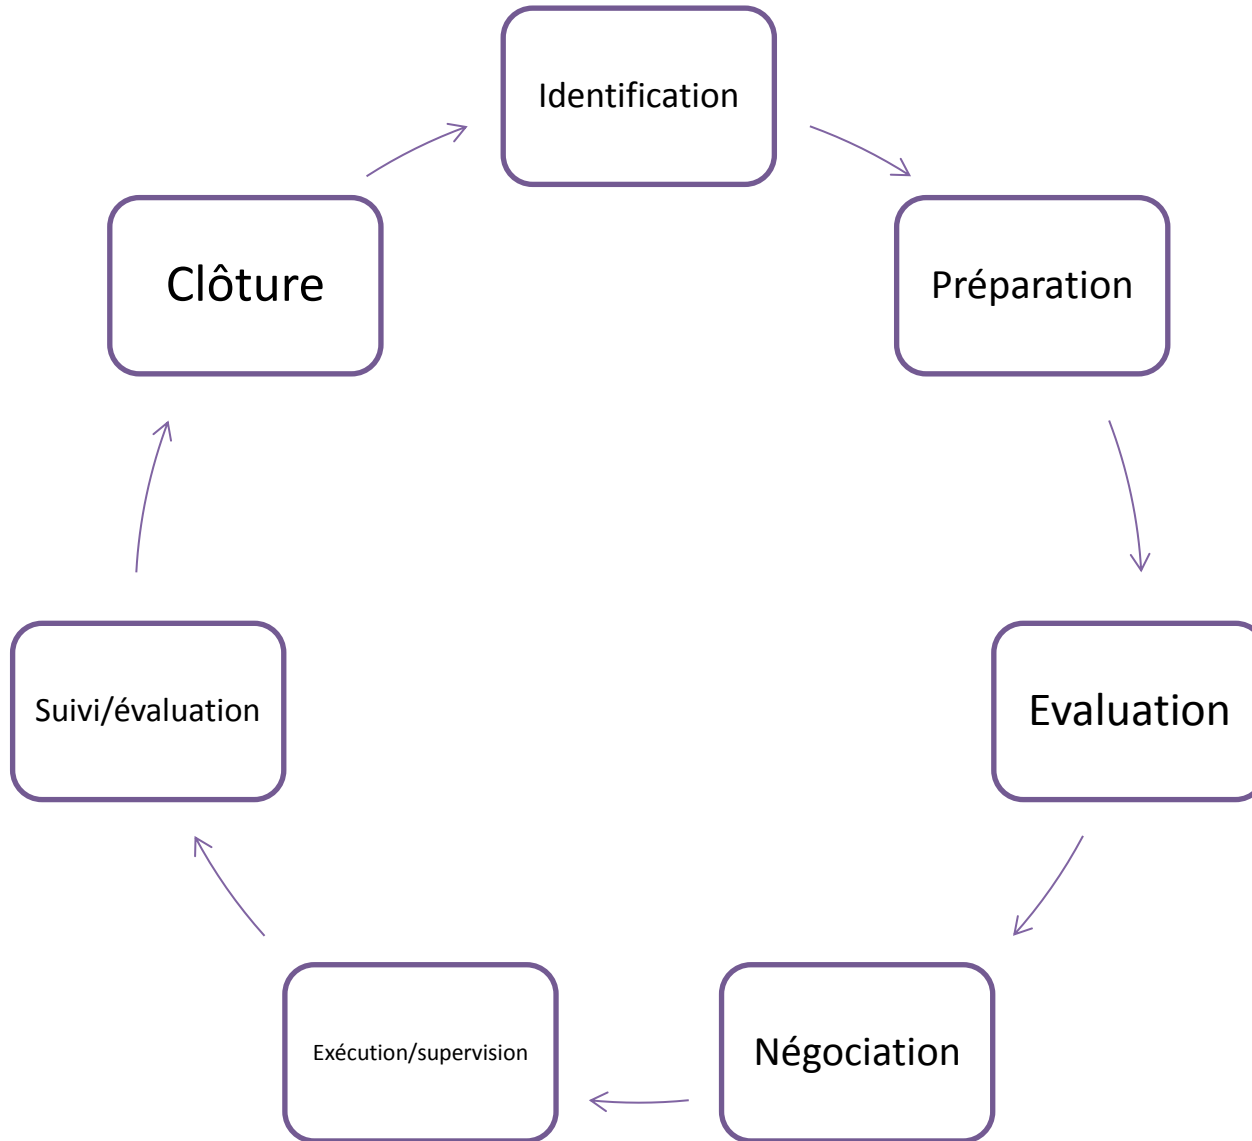 Identification
Préparation
Evaluation
Négociation
Exécution/supervision
Suivi/évaluation
Clôture